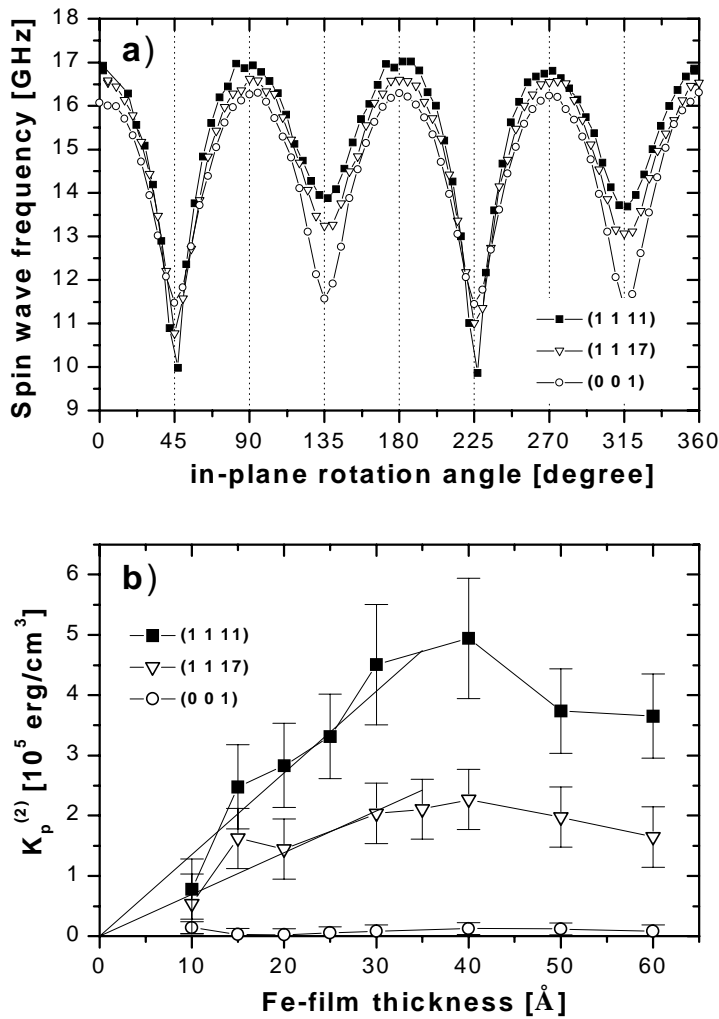 a)
18
17
16
15
14
13
12
11
10
9
Spin wave frequency [GHz]
(1 1 11)
(1 1 17)
(0 0 1)
0 45 90 135 180 225 270 315 360
in-plane rotation angle [degree]
b)
6
5
4
3
2
1
0
K_p^(2) [10^5 erg/cm^3]
(1 1 11)
(1 1 17)
(0 0 1)
0 10 20 30 40 50 60
Fe-film thickness [Å]